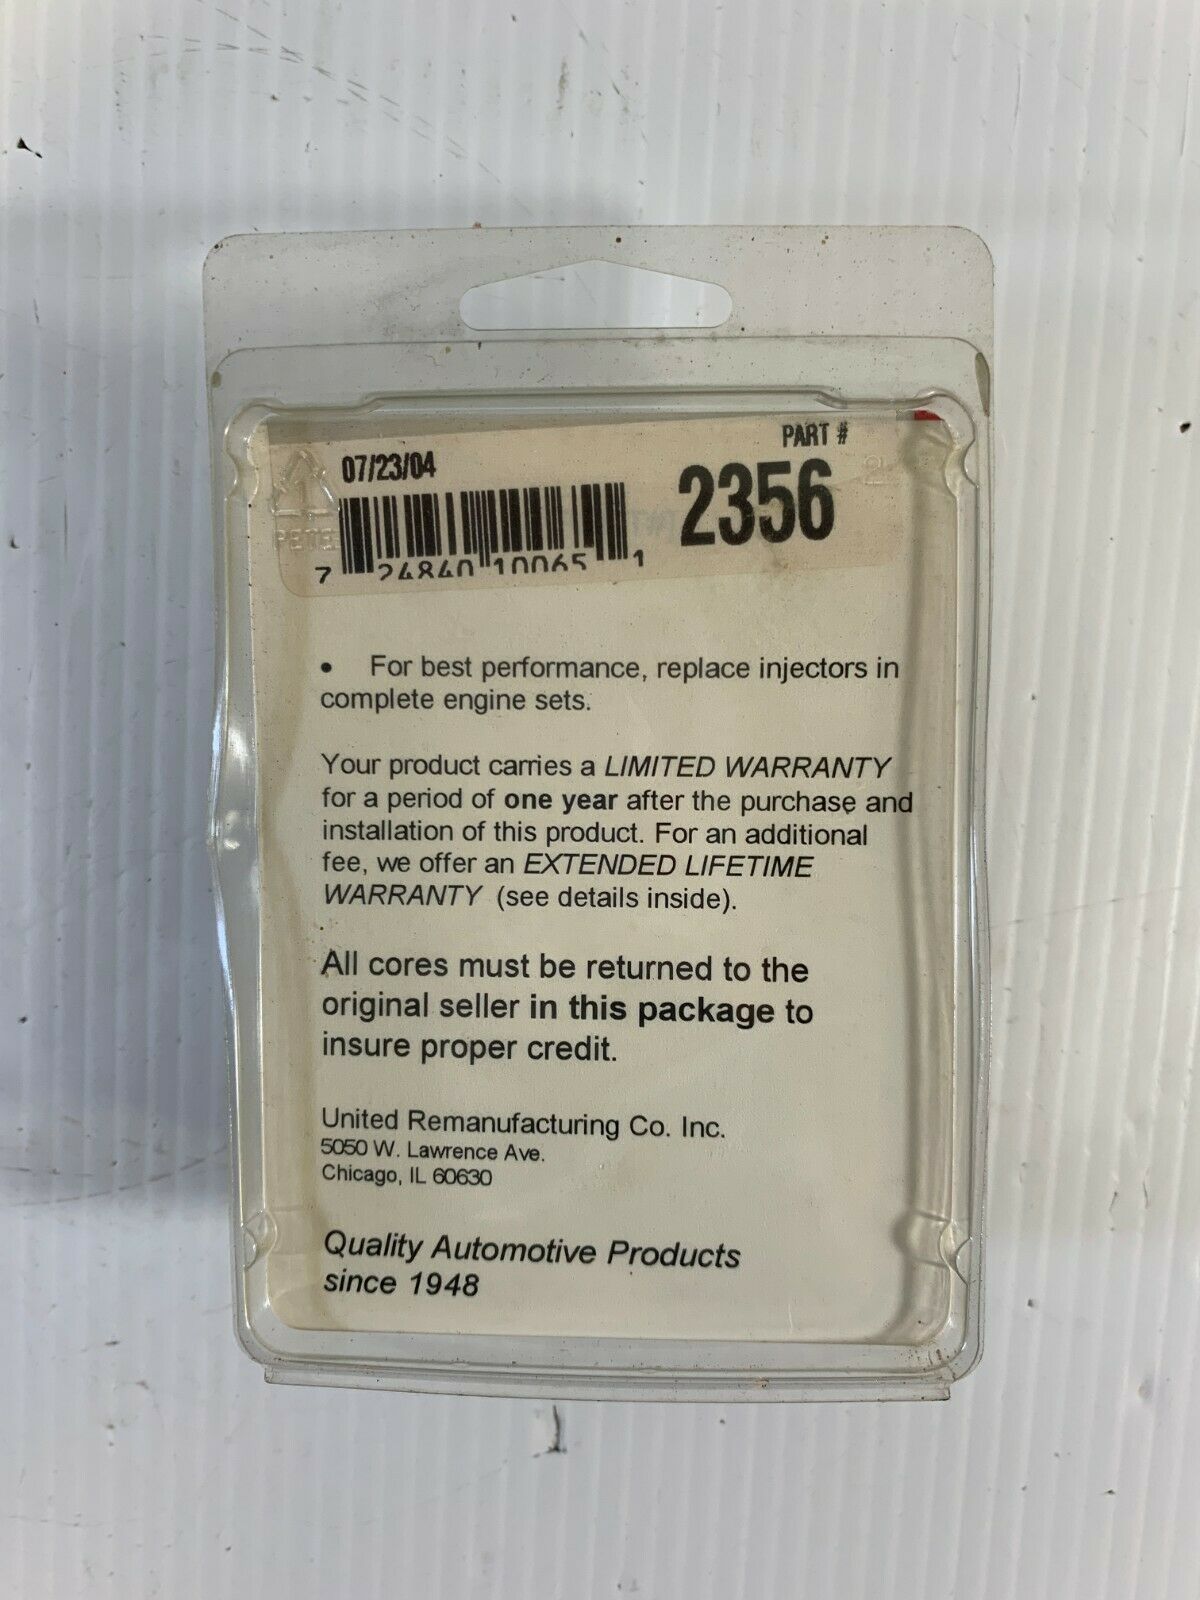 PART #
07/23/04
2356
7 24840 10065 1
PETE
• For best performance, replace injectors in
complete engine sets.
Your product carries a LIMITED WARRANTY
for a period of one year after the purchase and
installation of this product. For an additional
fee, we offer an EXTENDED LIFETIME
WARRANTY (see details inside).
All cores must be returned to the
original seller in this package to
insure proper credit.
United Remanufacturing Co. Inc.
5050 W. Lawrence Ave.
Chicago, IL 60630
Quality Automotive Products
since 1948